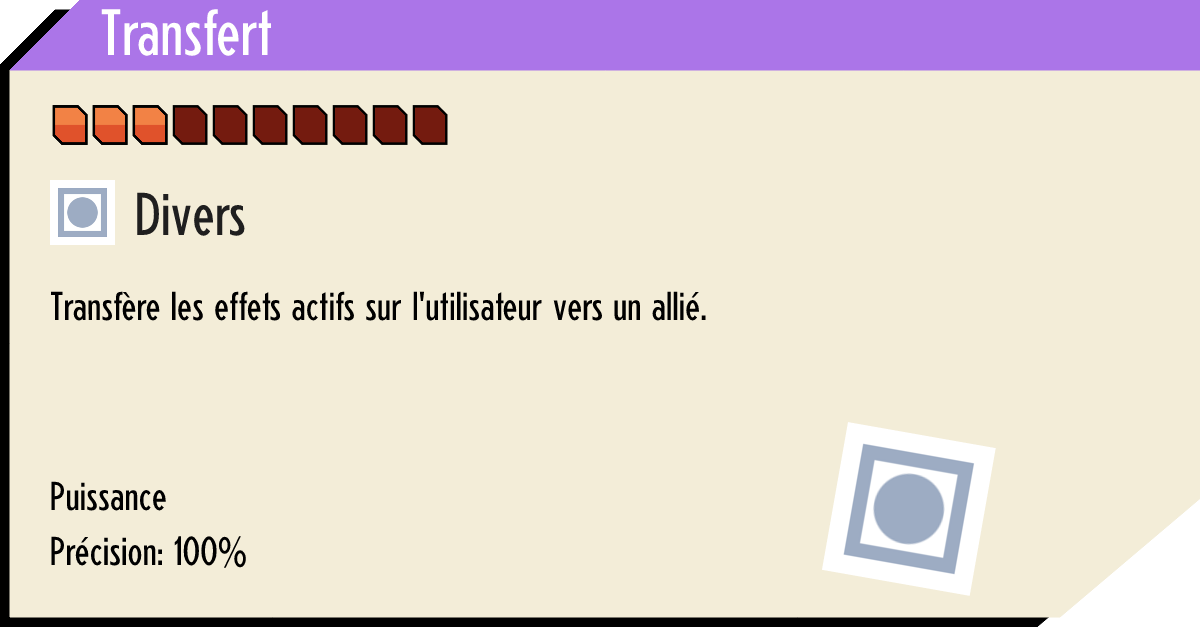 Transfert
Divers
Transfère les effets actifs sur l'utilisateur vers un allié.
Puissance
Précision: 100%